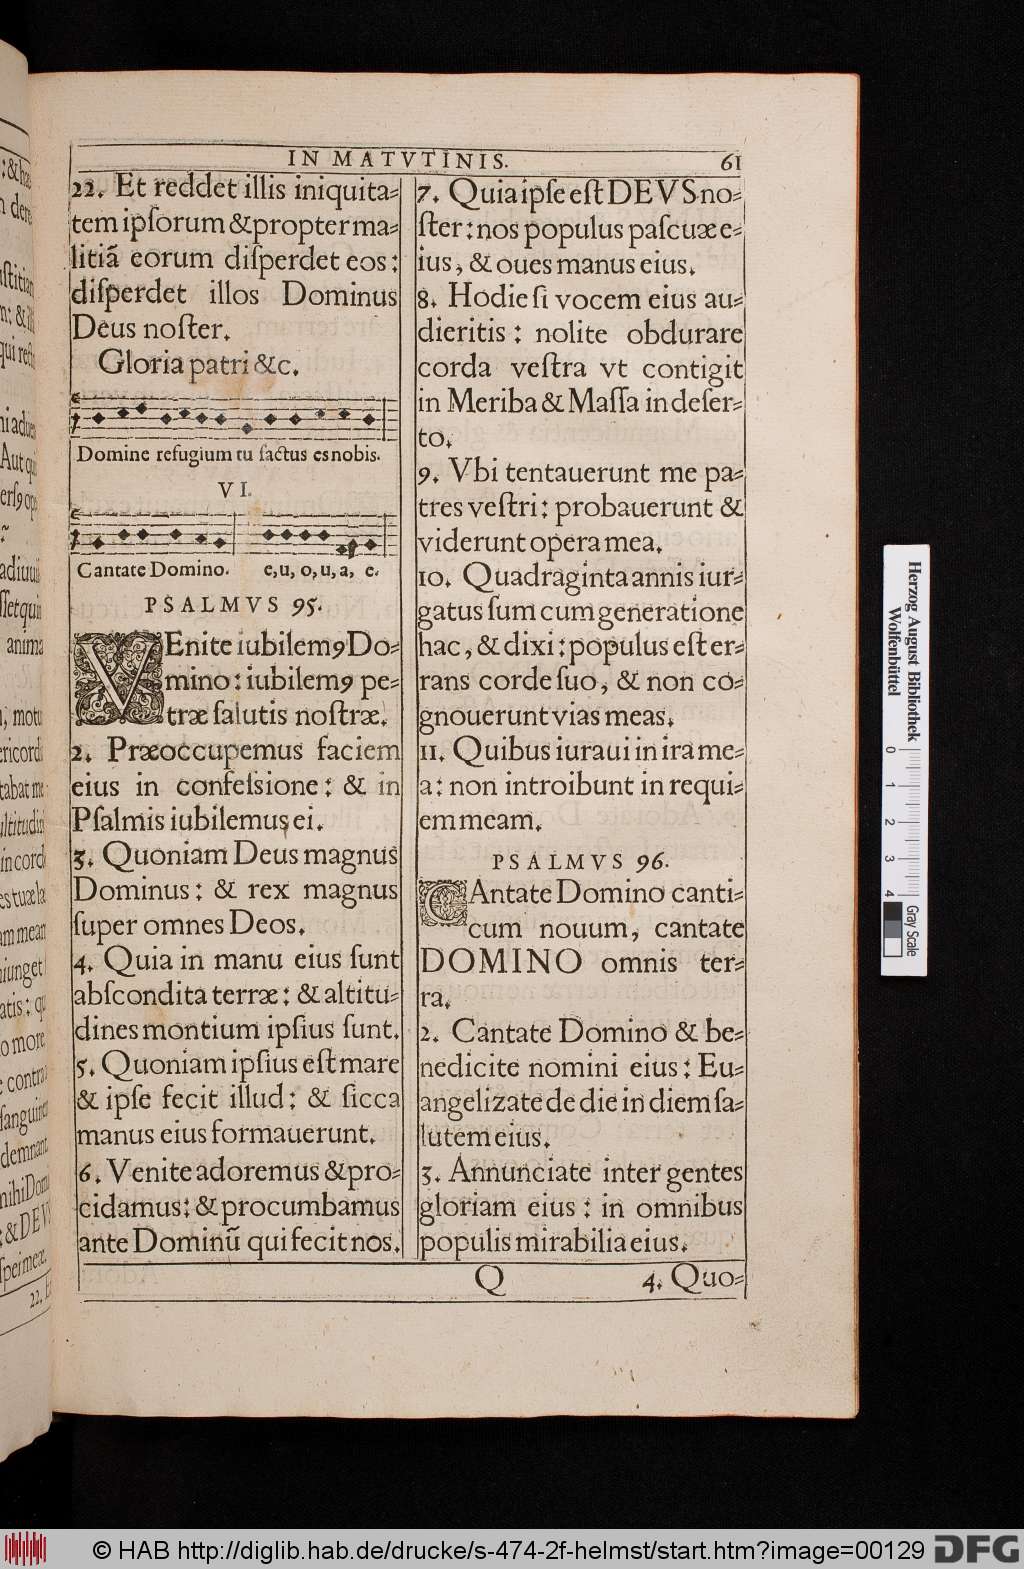 IN MATVTINIS. 61
22. Et reddet illis iniquita=
tem ipſorum & propter ma=
litiã eorum diſperdet eos:
diſperdet illos Dominus
Deus noſter.
Gloria patri &c.
Domine refugium tu factus es nobis.
VI.
Cantate Domino. e, u, o, u, a, e.
PSALMVS 95.
VEnite iubilemꝰ Do=
mino: iubilemꝰ pe=
træ ſalutis noſtræ.
2. Præoccupemus faciem
eius in confeſsione: & in
Pſalmis iubilemus ei.
3. Quoniam Deus magnus
Dominus: & rex magnus
ſuper omnes Deos.
4. Quia in manu eius ſunt
abſcondita terræ: & altitu=
dines montium ipſius ſunt.
5. Quoniam ipſius eſt mare
& ipſe fecit illud: & ſicca
manus eius formauerunt.
6. Venite adoremus & pro=
cidamus: & procumbamus
ante Dominũ qui fecit nos.
7. Quia ipſe eſt DEVS no=
ſter: nos populus paſcuæ e=
ius, & oues manus eius.
8. Hodie ſi vocem eius au=
dieritis: nolite obdurare
corda veſtra vt contigit
in Meriba & Maſſa in deſer=
to.
9. Vbi tentauerunt me pa=
tres veſtri: probauerunt &
viderunt opera mea.
10. Quadraginta annis iur=
gatus ſum cum generatione
hac, & dixi: populus eſt er=
rans corde ſuo, & non co=
gnouerunt vias meas.
11. Quibus iuraui in ira me=
a: non introibunt in requi=
em meam.
PSALMVS 96.
CAntate Domino canti=
cum nouum, cantate
DOMINO omnis ter=
ra.
2. Cantate Domino & be=
nedicite nomini eius: Eu=
angelizate de die in diem ſa=
lutem eius.
3. Annunciate inter gentes
gloriam eius: in omnibus
populis mirabilia eius.
Q 4. Quo=
Herzog August Bibliothek
Wolfenbüttel
0 1 2 3 4 Gray Scale
© HAB http://diglib.hab.de/drucke/s-474-2f-helmst/start.htm?image=00129 DFG